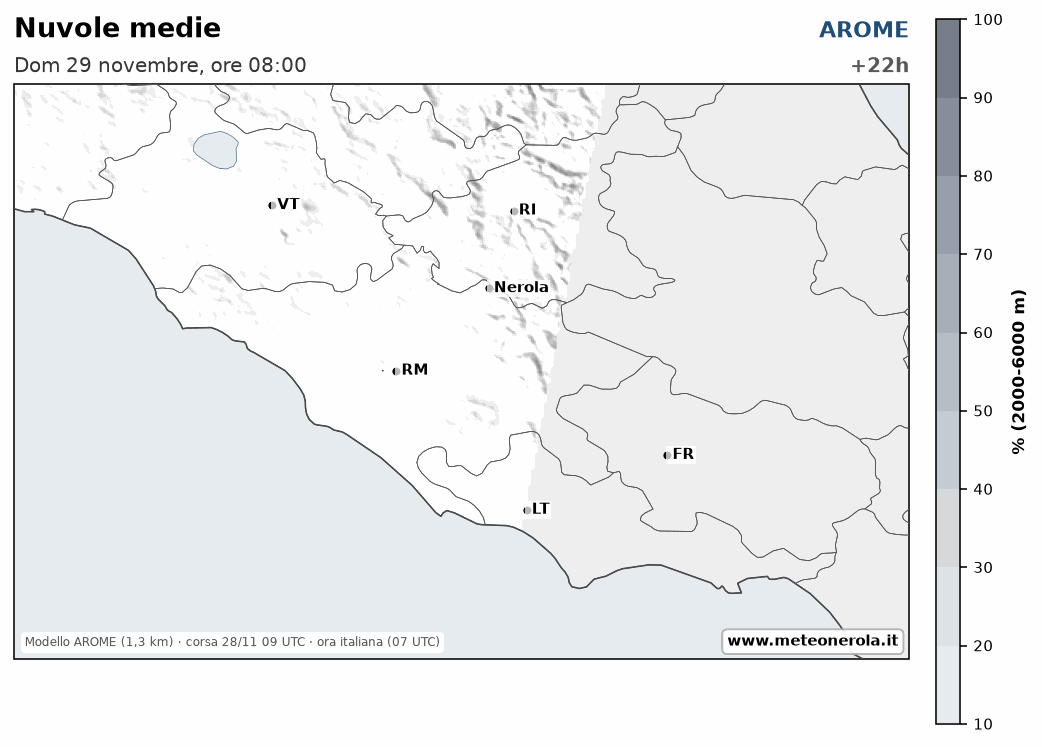 Nuvole medie
AROME
Dom 29 novembre, ore 08:00
+22h
VT
RI
Nerola
RM
FR
LT
Modello AROME (1,3 km) · corsa 28/11 09 UTC · ora italiana (07 UTC)
www.meteonerola.it
100
90
80
70
60
50
40
30
20
10
% (2000-6000 m)